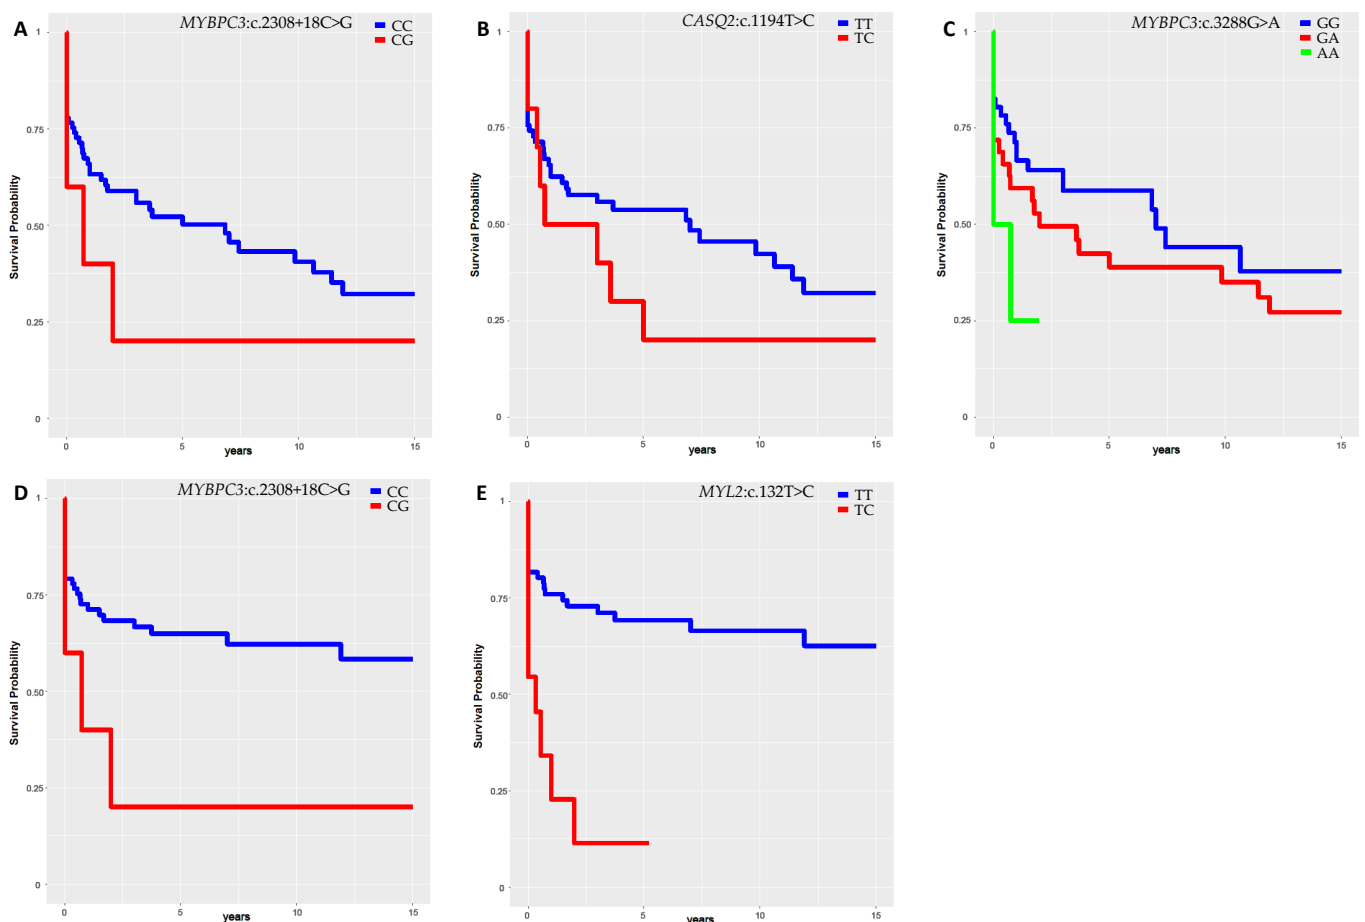 A
MYBPC3:c.2308+18C>G
CC
CG
1
0.75
0.50
0.25
0
Survival Probability
0
5
10
15
years
B
CASQ2:c.1194T>C
TT
TC
1
0.75
0.50
0.25
0
Survival Probability
0
5
10
15
years
C
MYBPC3:c.3288G>A
GG
GA
AA
1
0.75
0.50
0.25
0
Survival Probability
0
5
10
15
years
D
MYBPC3:c.2308+18C>G
CC
CG
1
0.75
0.50
0.25
0
Survival Probability
0
5
10
15
years
E
MYL2:c.132T>C
TT
TC
1
0.75
0.50
0.25
0
Survival Probability
0
5
10
15
years